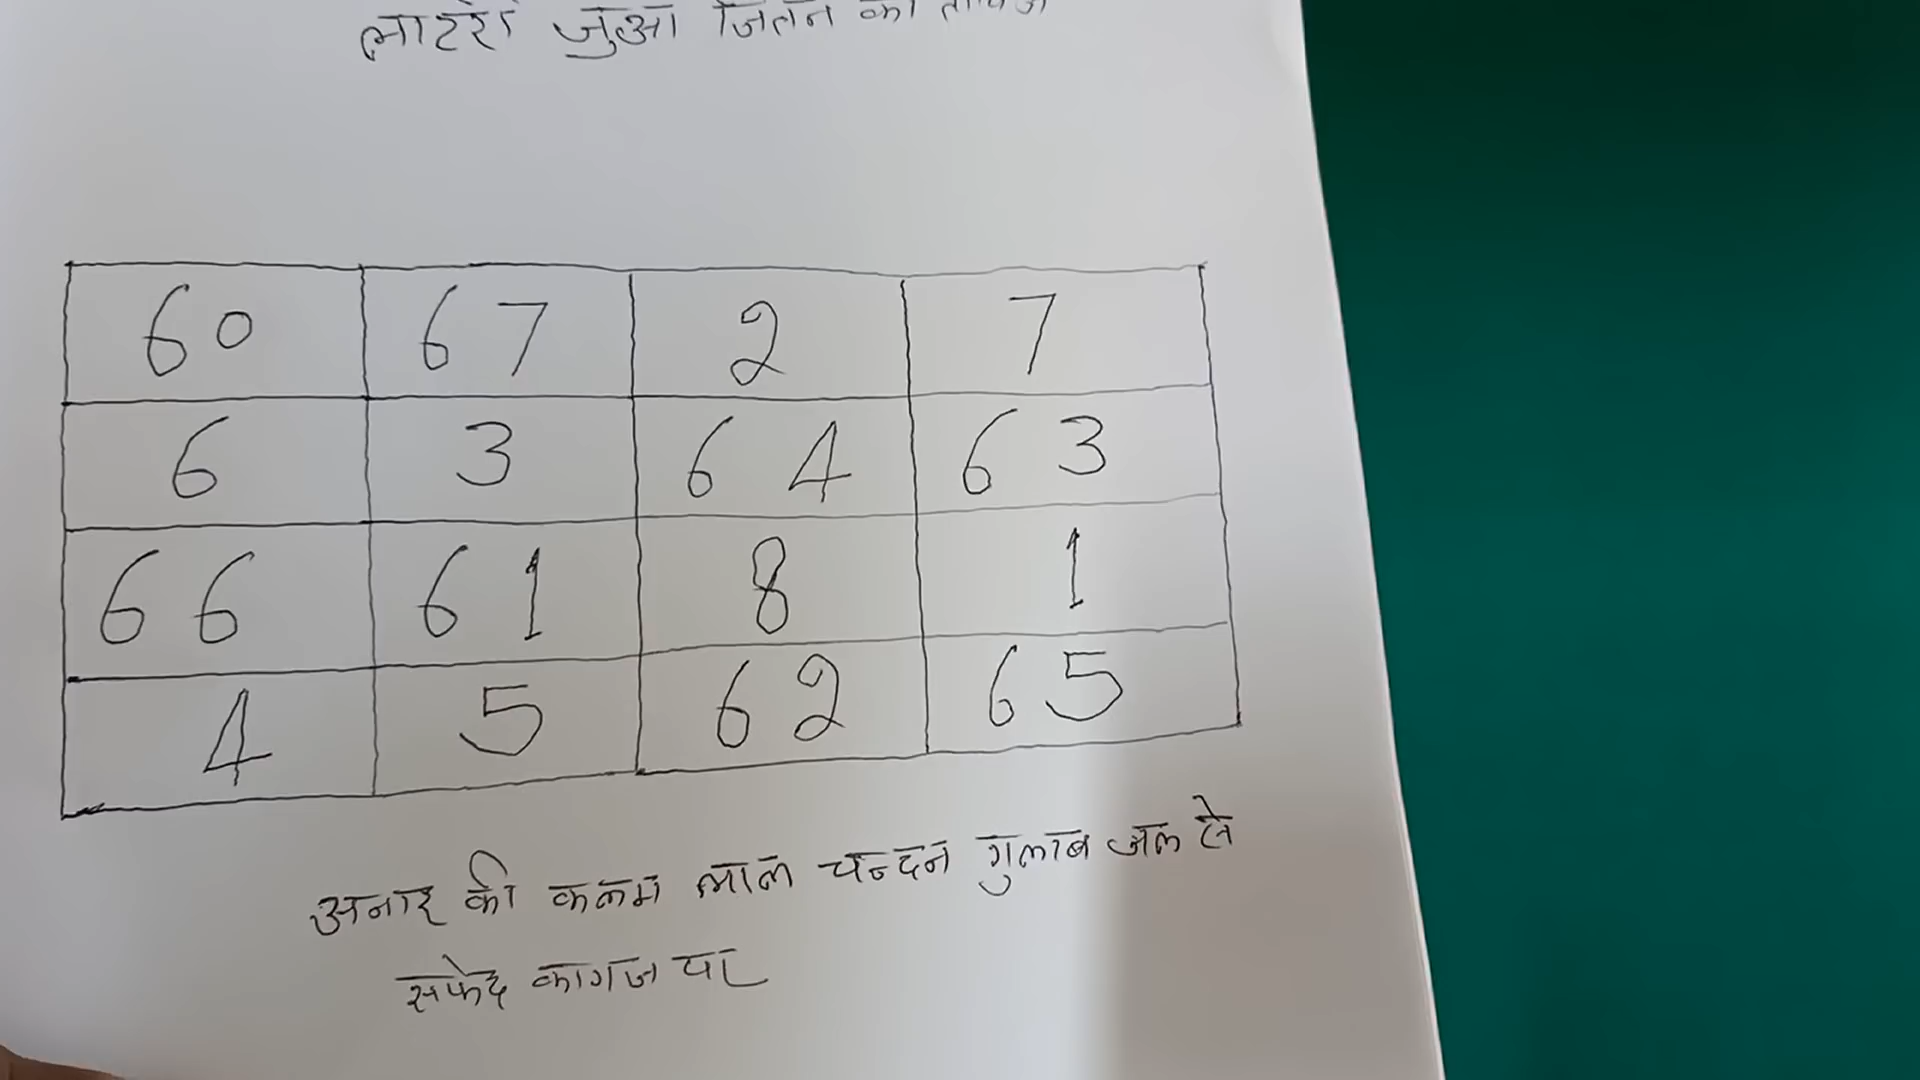 लाटरी जुआ जितने का ताविज
60 67 2 7
6 3 64 63
66 61 8 1
4 5 62 65
अनार की कलम लाल चन्दन गुलाब जल से
सफेद कागज पर